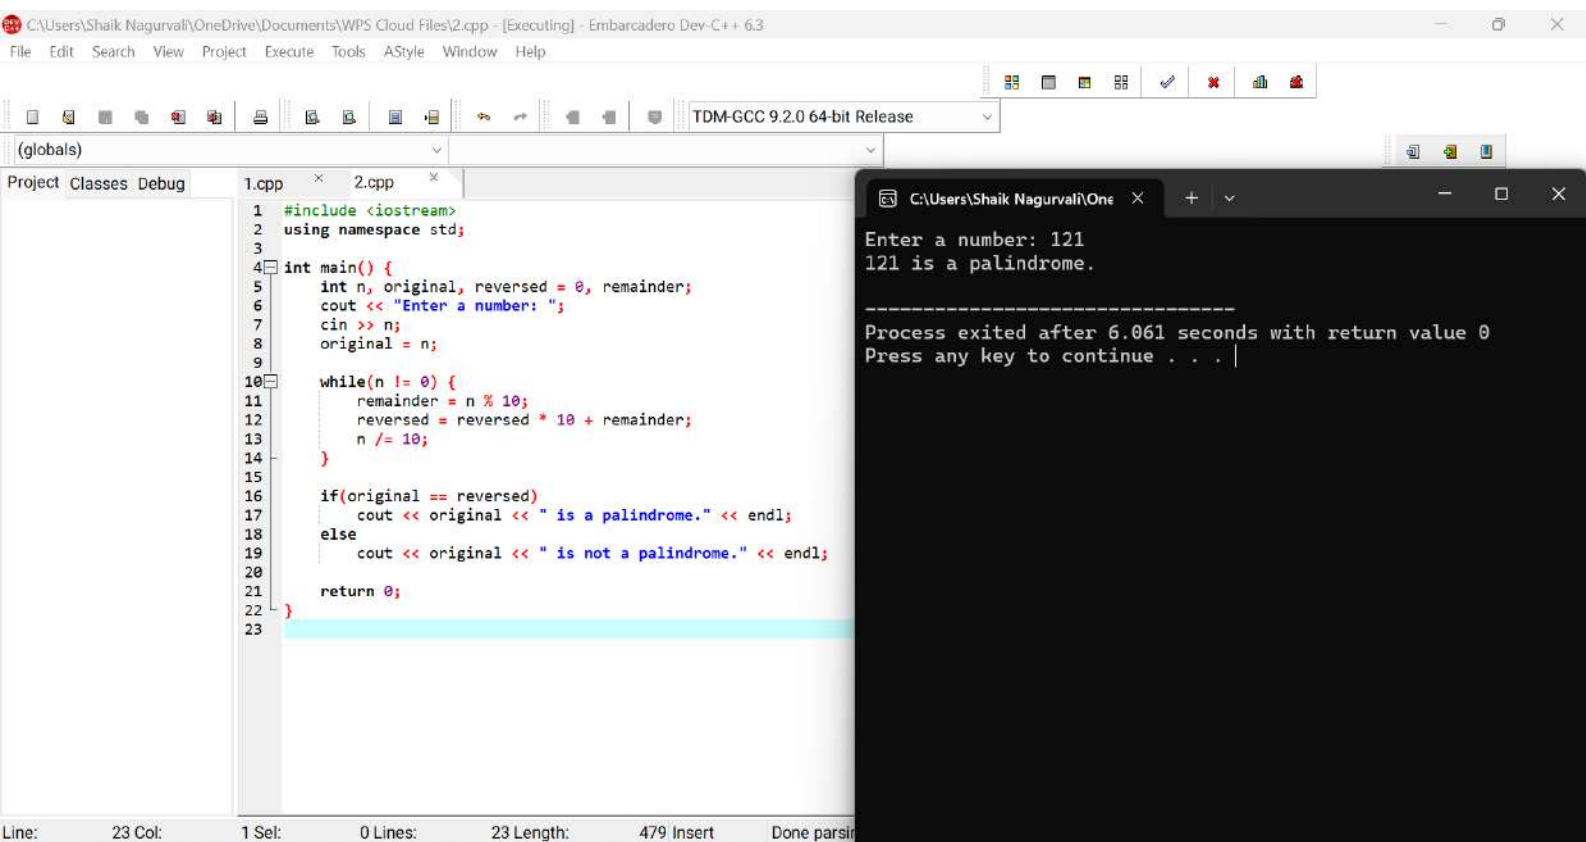 C:\Users\Shaik Nagurvali\OneDrive\Documents\WPS Cloud Files\2.cpp - [Executing] - Embarcadero Dev-C++ 6.3
File Edit Search View Project Execute Tools AStyle Window Help
TDM-GCC 9.2.0 64-bit Release
(globals)
Project Classes Debug
1.cpp 2.cpp
1 #include <iostream>
2 using namespace std;
3
4 int main() {
5 int n, original, reversed = 0, remainder;
6 cout << "Enter a number: ";
7 cin >> n;
8 original = n;
9
10 while(n != 0) {
11 remainder = n % 10;
12 reversed = reversed * 10 + remainder;
13 n /= 10;
14 }
15
16 if(original == reversed)
17 cout << original << " is a palindrome." << endl;
18 else
19 cout << original << " is not a palindrome." << endl;
20
21 return 0;
22 }
23
C:\Users\Shaik Nagurvali\One
Enter a number: 121
121 is a palindrome.
--------------------------------
Process exited after 6.061 seconds with return value 0
Press any key to continue . . .
Line: 23 Col: 1 Sel: 0 Lines: 23 Length: 479 Insert Done parsin